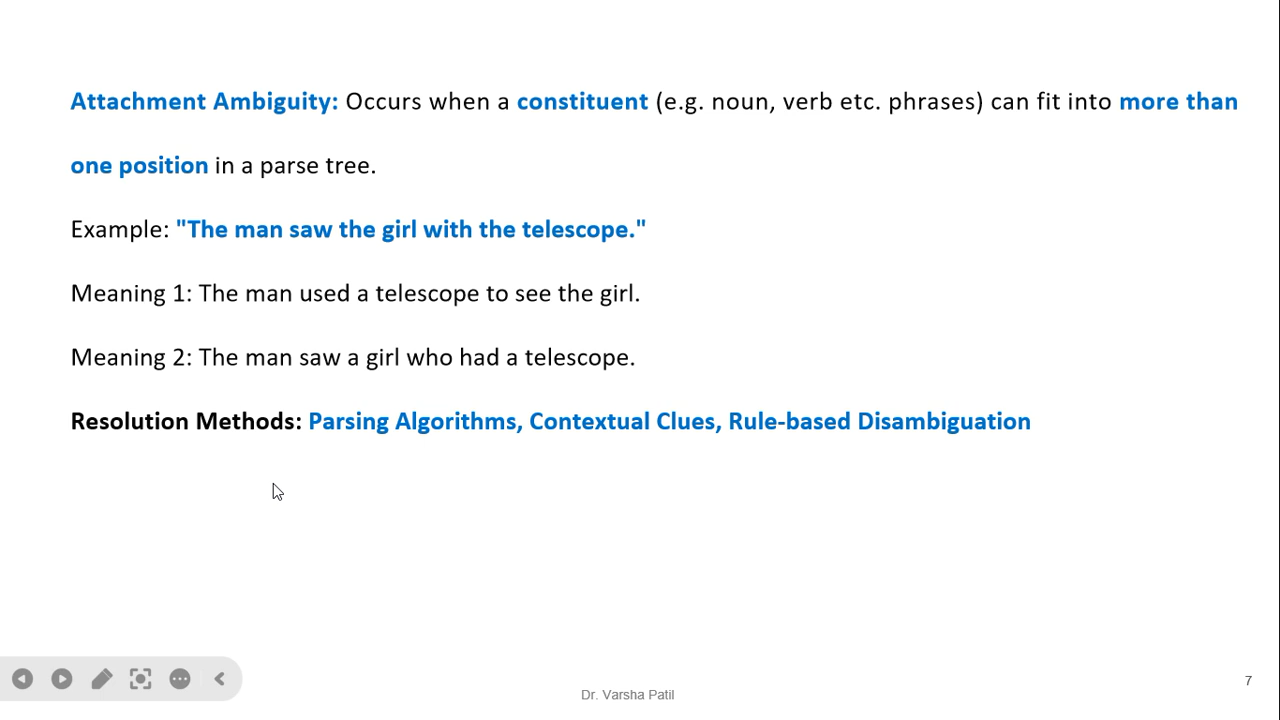 Attachment Ambiguity: Occurs when a constituent (e.g. noun, verb etc. phrases) can fit into more than
one position in a parse tree.
Example: "The man saw the girl with the telescope."
Meaning 1: The man used a telescope to see the girl.
Meaning 2: The man saw a girl who had a telescope.
Resolution Methods: Parsing Algorithms, Contextual Clues, Rule-based Disambiguation
7
Dr. Varsha Patil